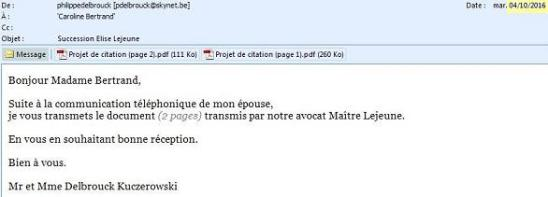 De : philippedelbrouck [pdelbrouck@skynet.be] Date : mar. 04/10/2016
À : 'Caroline Bertrand'
Cc :
Objet : Succession Elise Lejeune
Message Projet de citation (page 2).pdf (111 Ko) Projet de citation (page 1).pdf (260 Ko)
Bonjour Madame Bertrand,
Suite à la communication téléphonique de mon épouse,
je vous transmets le document (2 pages) transmis par notre avocat Maître Lejeune.
En vous en souhaitant bonne réception.
Bien à vous.
Mr et Mme Delbrouck Kuczerowski